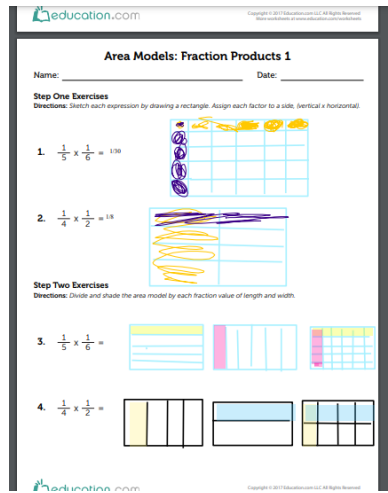 education.com
Copyright © 2017 Education.com LLC All Rights Reserved
More worksheets at www.education.com/worksheets
Area Models: Fraction Products 1
Name: Date:
Step One Exercises
Directions: Sketch each expression by drawing a rectangle. Assign each factor to a side, (vertical x horizontal).
1. 1/5 x 1/6 = 1/30
2. 1/4 x 1/2 = 1/8
Step Two Exercises
Directions: Divide and shade the area model by each fraction value of length and width.
3. 1/5 x 1/6 =
4. 1/4 x 1/2 =
education.com
Copyright © 2017 Education.com LLC All Rights Reserved